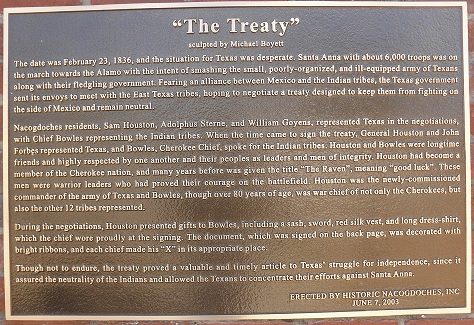 "The Treaty"
sculpted by Michael Boyett
The date was February 23, 1836, and the situation for Texas was desperate. Santa Anna with about 6,000 troops was on
the march towards the Alamo with the intent of smashing the small, poorly-organized, and ill-equipped army of Texans
along with their fledgling government. Fearing an alliance between Mexico and the Indian tribes, the Texas government
sent its envoys to meet with the East Texas tribes, hoping to negotiate a treaty designed to keep them from fighting on
the side of Mexico and remain neutral.
Nacogdoches residents, Sam Houston, Adolphus Sterne, and William Goyens, represented Texas in the negotiations,
with Chief Bowles representing the Indian tribes. When the time came to sign the treaty, General Houston and John
Forbes represented Texas, and Bowles, Cherokee Chief, spoke for the Indian tribes. Houston and Bowles were longtime
friends and highly respected by one another and their peoples as leaders and men of integrity. Houston had become a
member of the Cherokee nation, and many years before was given the title "The Raven", meaning "good luck". These
men were warrior leaders who had proved their courage on the battlefield. Houston was the newly-commissioned
commander of the army of Texas and Bowles, though over 80 years of age, was war chief of not only the Cherokees, but
also the other 12 tribes represented.
During the negotiations, Houston presented gifts to Bowles, including a sash, sword, red silk vest, and long dress-shirt,
which the chief wore proudly at the signing. The document, which was signed on the back page, was decorated with
bright ribbons, and each chief made his "X" in its appropriate place.
Though not to endure, the treaty proved a valuable and timely article to Texas' struggle for independence, since it
assured the neutrality of the Indians and allowed the Texans to concentrate their efforts against Santa Anna.
ERECTED BY HISTORIC NACOGDOCHES, INC
JUNE 7, 2003